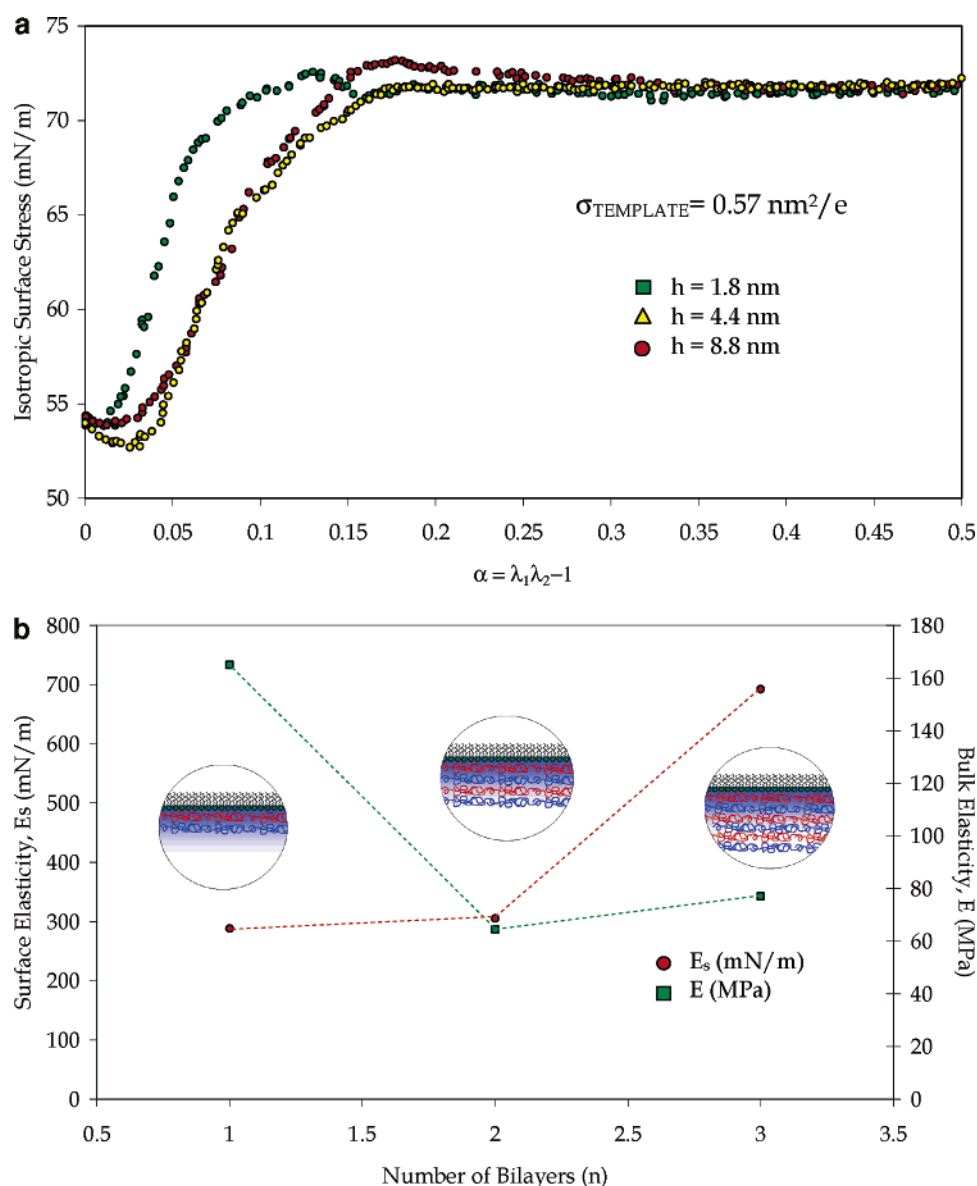 a
75
70
65
60
55
50
Isotropic Surface Stress (mN/m)
σTEMPLATE= 0.57 nm²/e
h = 1.8 nm
h = 4.4 nm
h = 8.8 nm
0 0.05 0.1 0.15 0.2 0.25 0.3 0.35 0.4 0.45 0.5
α = λ₁λ₂−1
b
800
700
600
500
400
300
200
100
0
Surface Elasticity, Es (mN/m)
180
160
140
120
100
80
60
40
20
0
Bulk Elasticity, E
(MPa)
Es (mN/m)
E (MPa)
0.5 1 1.5 2 2.5 3 3.5
Number of Bilayers (n)